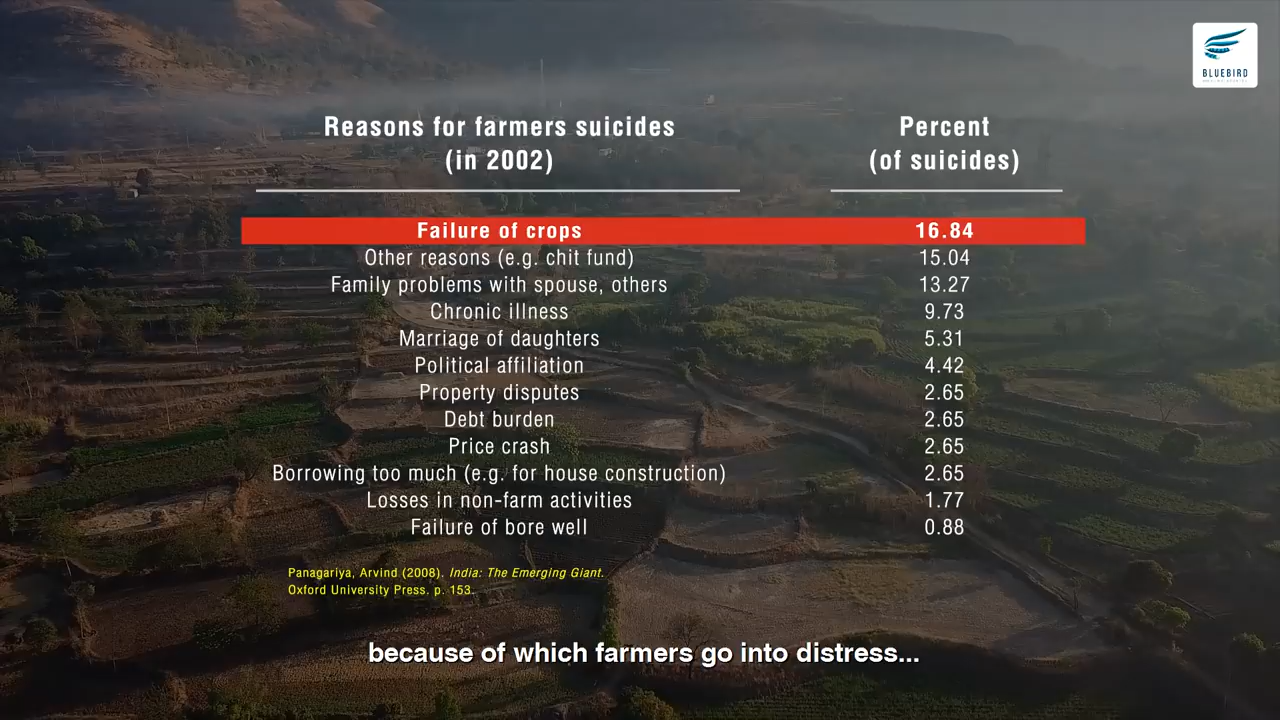 BLUEBIRD
Reasons for farmers suicides
(in 2002)
Percent
(of suicides)
Failure of crops 16.84
Other reasons (e.g. chit fund) 15.04
Family problems with spouse, others 13.27
Chronic illness 9.73
Marriage of daughters 5.31
Political affiliation 4.42
Property disputes 2.65
Debt burden 2.65
Price crash 2.65
Borrowing too much (e.g. for house construction) 2.65
Losses in non-farm activities 1.77
Failure of bore well 0.88
Panagariya, Arvind (2008). India: The Emerging Giant.
Oxford University Press. p. 153.
because of which farmers go into distress...